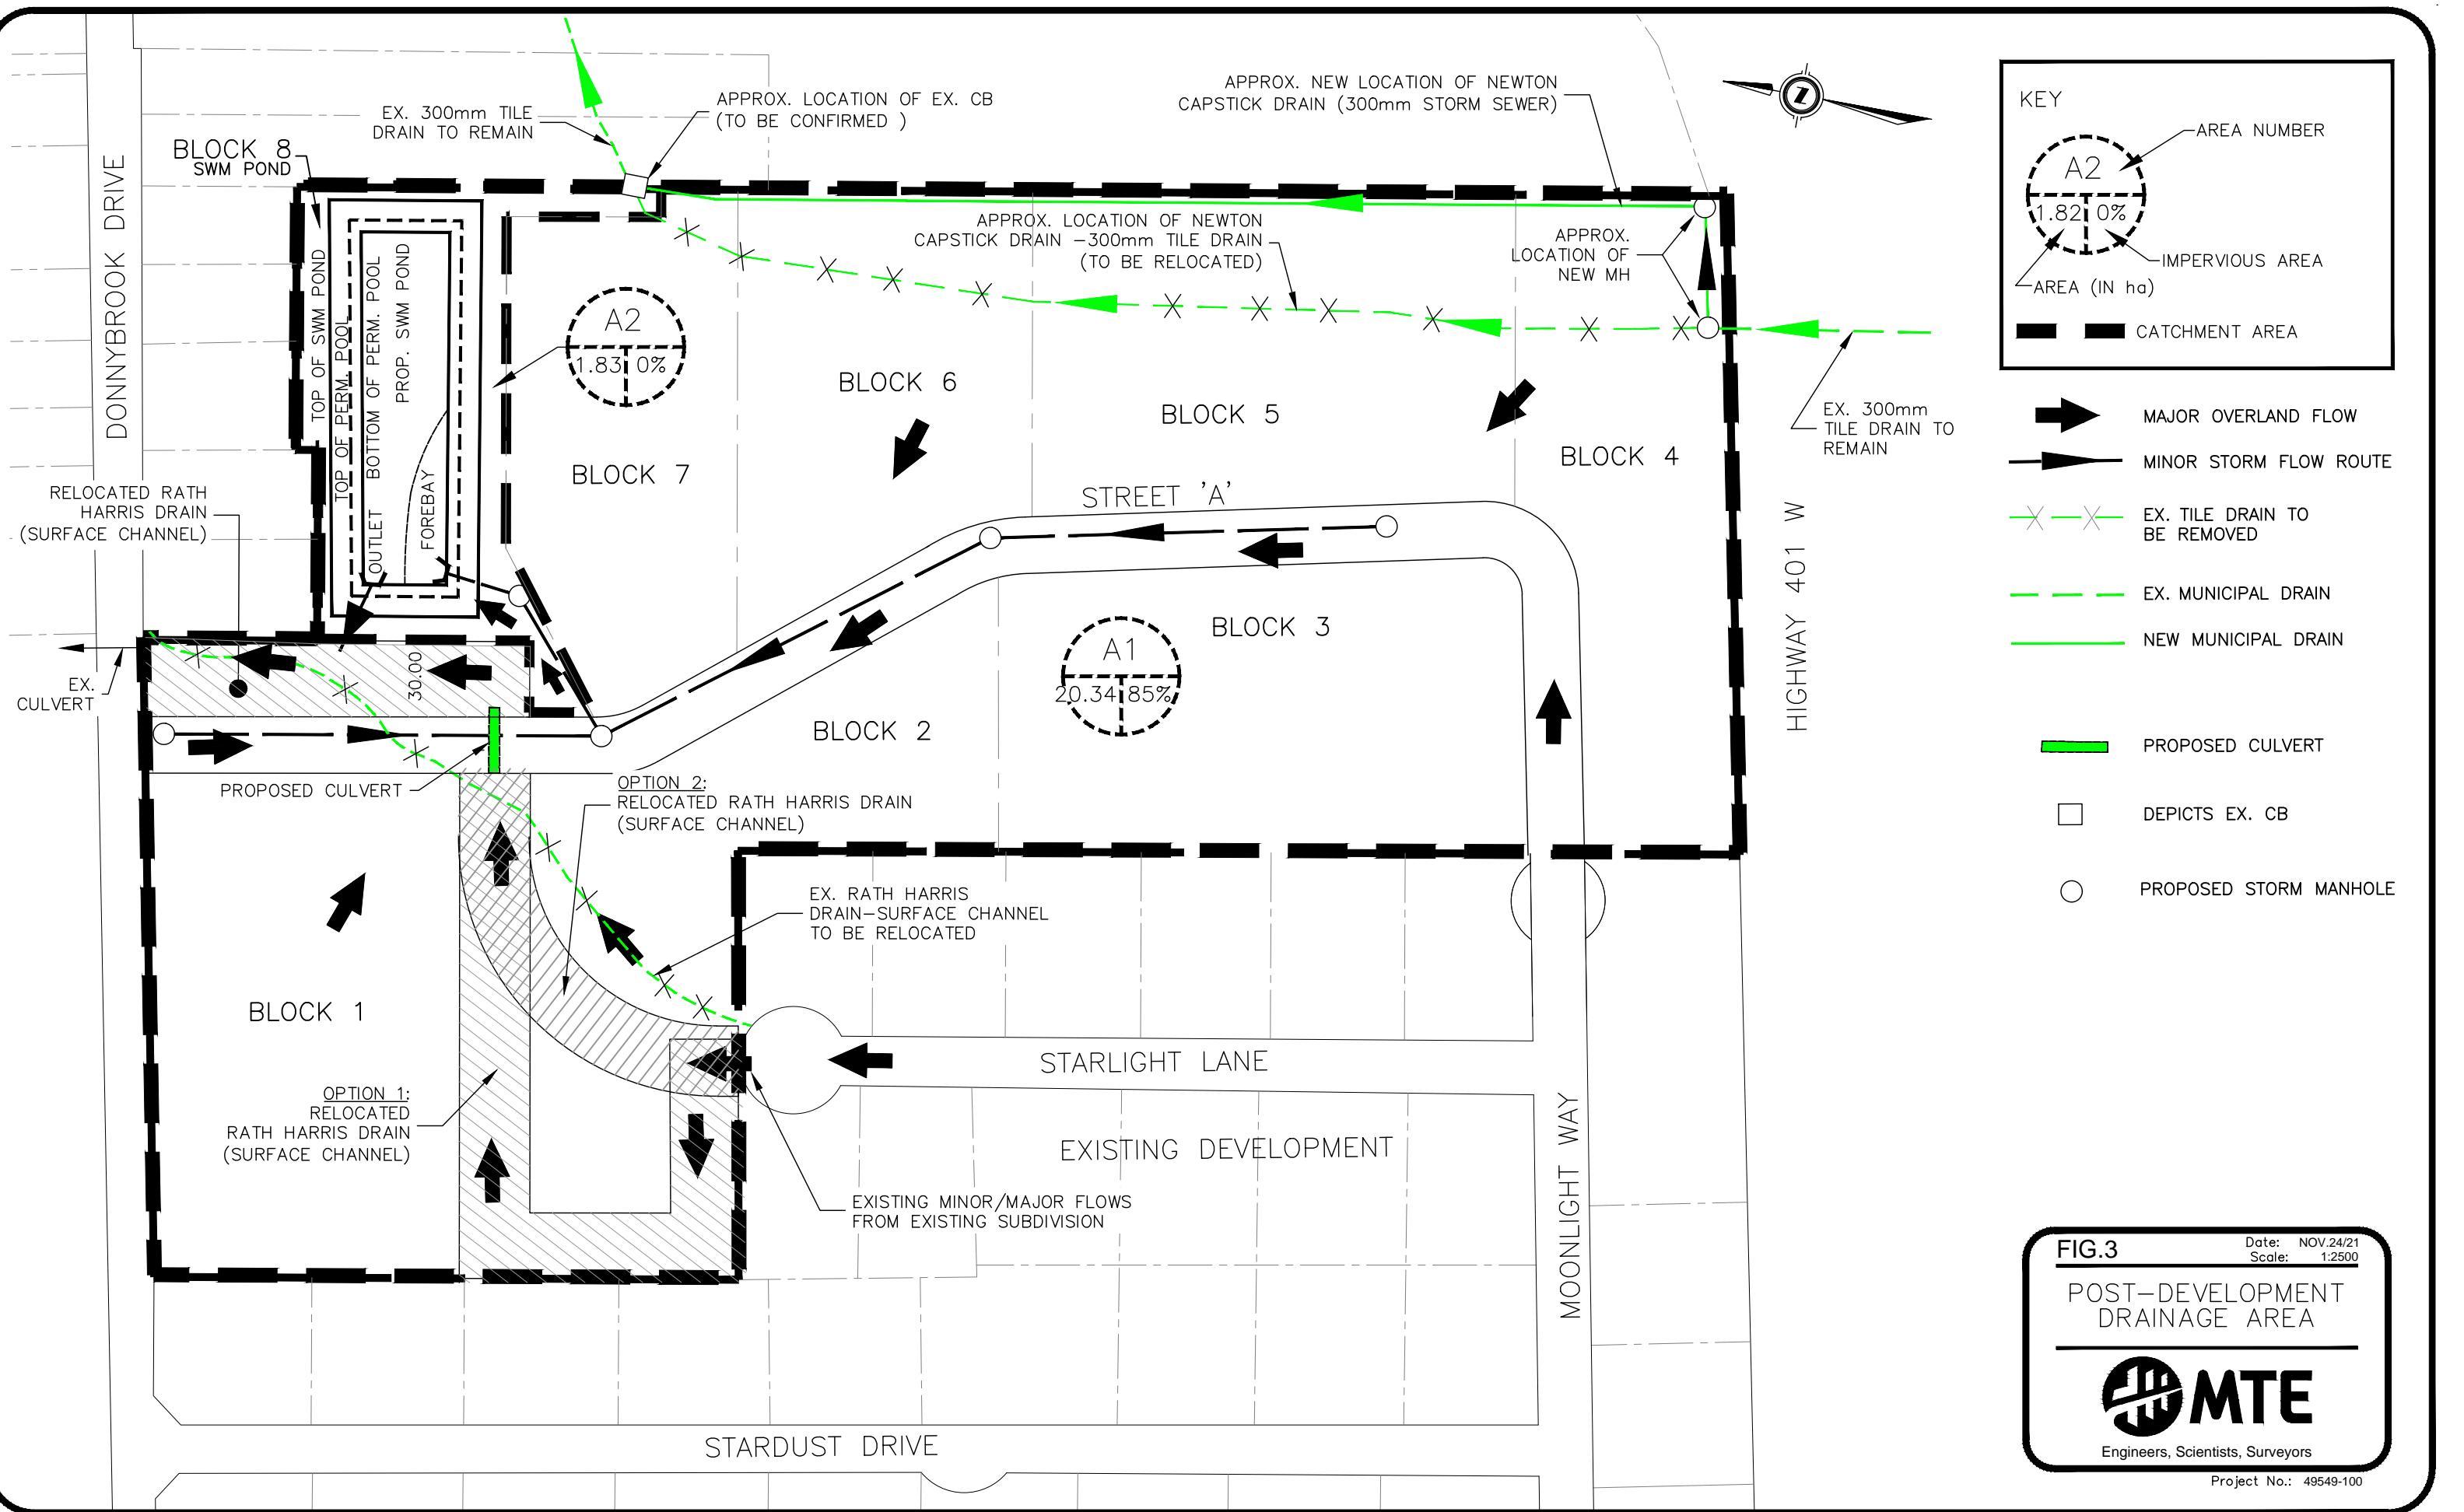 EX. 300mm TILE
DRAIN TO REMAIN
APPROX. LOCATION OF EX. CB
(TO BE CONFIRMED )
APPROX. NEW LOCATION OF NEWTON
CAPSTICK DRAIN (300mm STORM SEWER)
BLOCK 8
SWM POND
DONNYBROOK DRIVE
TOP OF SWM POND
TOP OF PERM. POOL
BOTTOM OF PERM. POOL
PROP. SWM POND
OUTLET
FOREBAY
A2
1.83
0%
APPROX. LOCATION OF NEWTON
CAPSTICK DRAIN -300mm TILE DRAIN
(TO BE RELOCATED)
APPROX.
LOCATION OF
NEW MH
BLOCK 6
BLOCK 5
BLOCK 7
BLOCK 4
EX. 300mm
TILE DRAIN TO
REMAIN
STREET 'A'
HIGHWAY 401 W
RELOCATED RATH
HARRIS DRAIN
(SURFACE CHANNEL)
EX.
CULVERT
30.00
BLOCK 3
A1
20.34
85%
BLOCK 2
PROPOSED CULVERT
OPTION 2:
RELOCATED RATH HARRIS DRAIN
(SURFACE CHANNEL)
EX. RATH HARRIS
DRAIN-SURFACE CHANNEL
TO BE RELOCATED
BLOCK 1
STARLIGHT LANE
OPTION 1:
RELOCATED
RATH HARRIS DRAIN
(SURFACE CHANNEL)
EXISTING DEVELOPMENT
EXISTING MINOR/MAJOR FLOWS
FROM EXISTING SUBDIVISION
MOONLIGHT WAY
STARDUST DRIVE
KEY
AREA NUMBER
A2
1.82
0%
IMPERVIOUS AREA
AREA (IN ha)
CATCHMENT AREA
MAJOR OVERLAND FLOW
MINOR STORM FLOW ROUTE
EX. TILE DRAIN TO
BE REMOVED
EX. MUNICIPAL DRAIN
NEW MUNICIPAL DRAIN
PROPOSED CULVERT
DEPICTS EX. CB
PROPOSED STORM MANHOLE
FIG.3
Date: NOV.24/21
Scale: 1:2500
POST-DEVELOPMENT
DRAINAGE AREA
MTE
Engineers, Scientists, Surveyors
Project No.: 49549-100